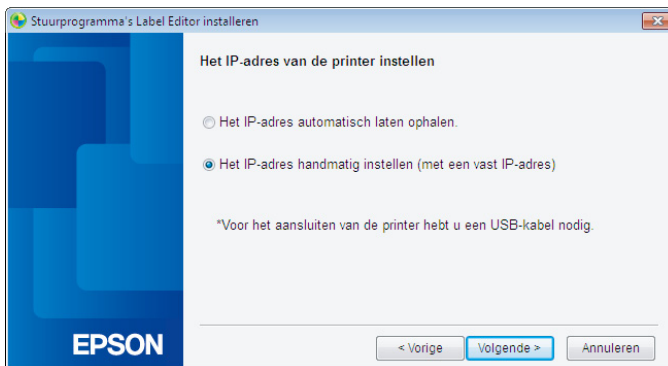 Stuurprogramma's Label Editor installeren
Het IP-adres van de printer instellen
Het IP-adres automatisch laten ophalen.
Het IP-adres handmatig instellen (met een vast IP-adres)
*Voor het aansluiten van de printer hebt u een USB-kabel nodig.
EPSON
< Vorige
Volgende >
Annuleren